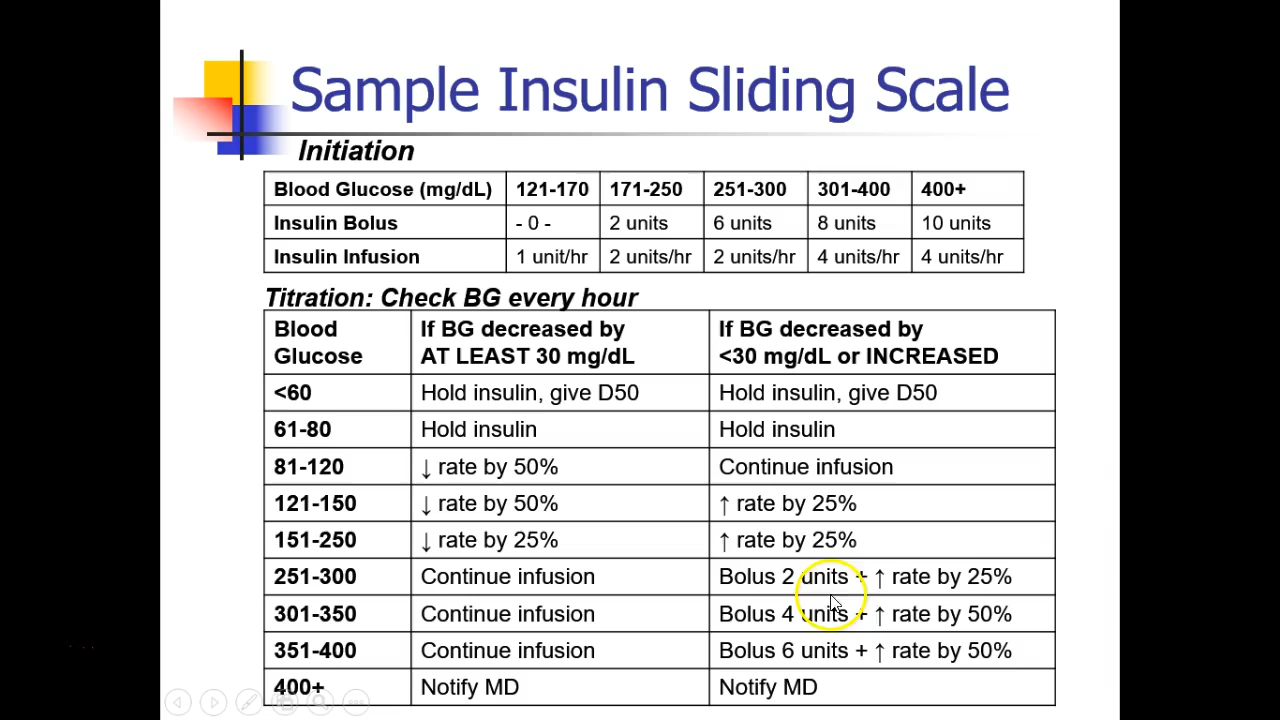 Sample Insulin Sliding Scale
Initiation
Blood Glucose (mg/dL) 121-170 171-250 251-300 301-400 400+
Insulin Bolus - 0 - 2 units 6 units 8 units 10 units
Insulin Infusion 1 unit/hr 2 units/hr 2 units/hr 4 units/hr 4 units/hr
Titration: Check BG every hour
Blood Glucose If BG decreased by AT LEAST 30 mg/dL If BG decreased by <30 mg/dL or INCREASED
<60 Hold insulin, give D50 Hold insulin, give D50
61-80 Hold insulin Hold insulin
81-120 ↓ rate by 50% Continue infusion
121-150 ↓ rate by 50% ↑ rate by 25%
151-250 ↓ rate by 25% ↑ rate by 25%
251-300 Continue infusion Bolus 2 units + ↑ rate by 25%
301-350 Continue infusion Bolus 4 units + ↑ rate by 50%
351-400 Continue infusion Bolus 6 units + ↑ rate by 50%
400+ Notify MD Notify MD